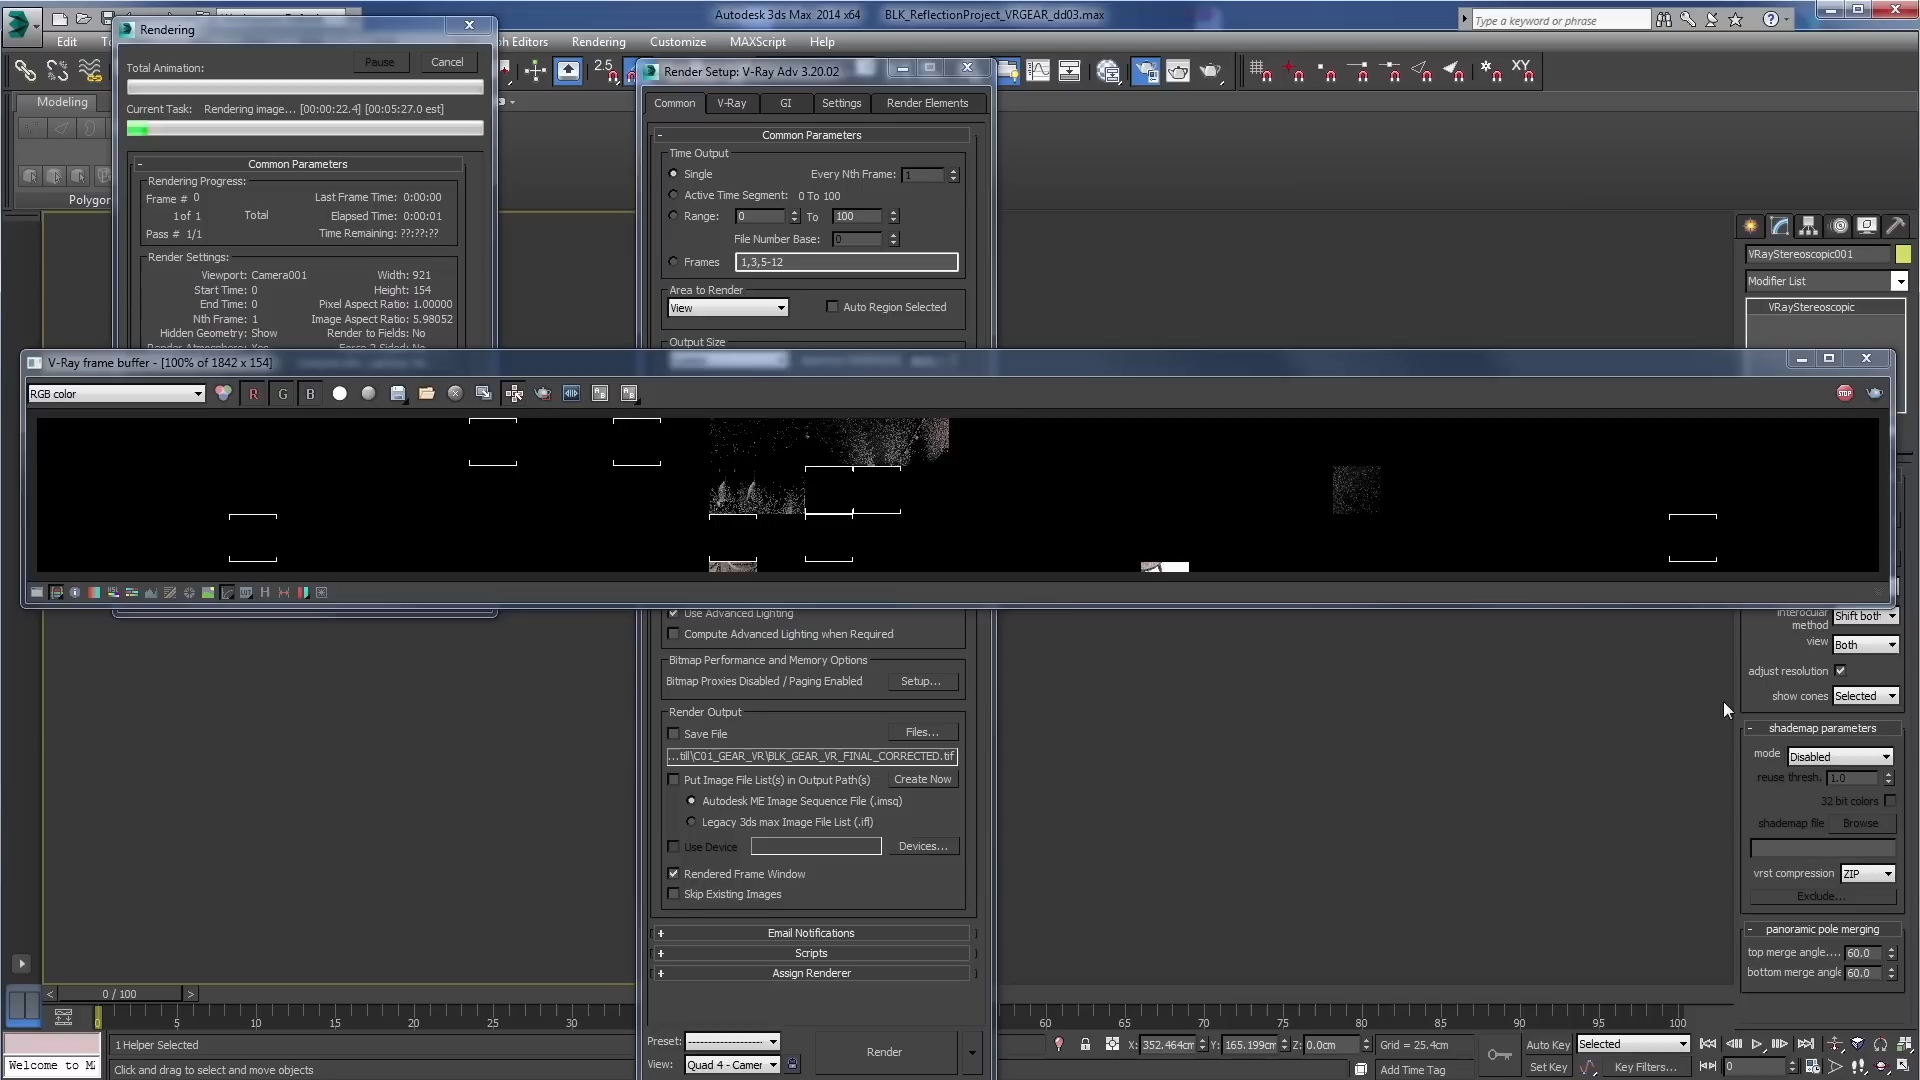 Autodesk 3ds Max 2014 x64 BLK_ReflectionProject_VRGEAR_dd03.max
Type a keyword or phrase
Edit
Graph Editors Rendering Customize MAXScript Help
Rendering
Total Animation:
Pause
Cancel
Current Task: Rendering image... [00:00:22.4] [00:05:27.0 est]
Common Parameters
Rendering Progress:
Frame # 0
Last Frame Time: 0:00:00
1 of 1 Total
Elapsed Time: 0:00:01
Pass # 1/1
Time Remaining: ??:??:??
Render Settings:
Viewport: Camera001
Width: 921
Start Time: 0
Height: 154
End Time: 0
Pixel Aspect Ratio: 1.00000
Nth Frame: 1
Image Aspect Ratio: 5.98052
Hidden Geometry: Show
Render to Fields: No
Modeling
Polygon
2.5
XY
Render Setup: V-Ray Adv 3.20.02
Common V-Ray GI Settings Render Elements
Common Parameters
Time Output
Single
Every Nth Frame: 1
Active Time Segment: 0 To 100
Range: 0 To 100
File Number Base: 0
Frames 1,3,5-12
Area to Render
View
Auto Region Selected
Output Size
VRayStereoscopic001
Modifier List
VRayStereoscopic
V-Ray frame buffer - [100% of 1842 x 154]
RGB color
R G B
Use Advanced Lighting
Compute Advanced Lighting when Required
Bitmap Performance and Memory Options
Bitmap Proxies Disabled / Paging Enabled
Setup...
Render Output
Save File
Files...
...till\C01_GEAR_VR\BLK_GEAR_VR_FINAL_CORRECTED.tif
Put Image File List(s) in Output Path(s)
Create Now
Autodesk ME Image Sequence File (.imsq)
Legacy 3ds max Image File List (.ifl)
Use Device
Devices...
Rendered Frame Window
Skip Existing Images
Email Notifications
Scripts
Assign Renderer
Preset:
View: Quad 4 - Camer
Render
interocular method Shift both
view Both
adjust resolution
show cones Selected
shademap parameters
mode Disabled
reuse thresh. 1.0
32 bit colors
shademap file Browse
vrst compression ZIP
Exclude...
panoramic pole merging
top merge angle.... 60.0
bottom merge angle 60.0
0 / 100
5 10 15 20 25 30
60 65 70 75 80 85 90 95 100
Welcome to M
1 Helper Selected
Click and drag to select and move objects
X: 352.464cm Y: 165.199cm Z: 0.0cm
Grid = 25.4cm
Add Time Tag
Auto Key Selected
Set Key Key Filters...
0